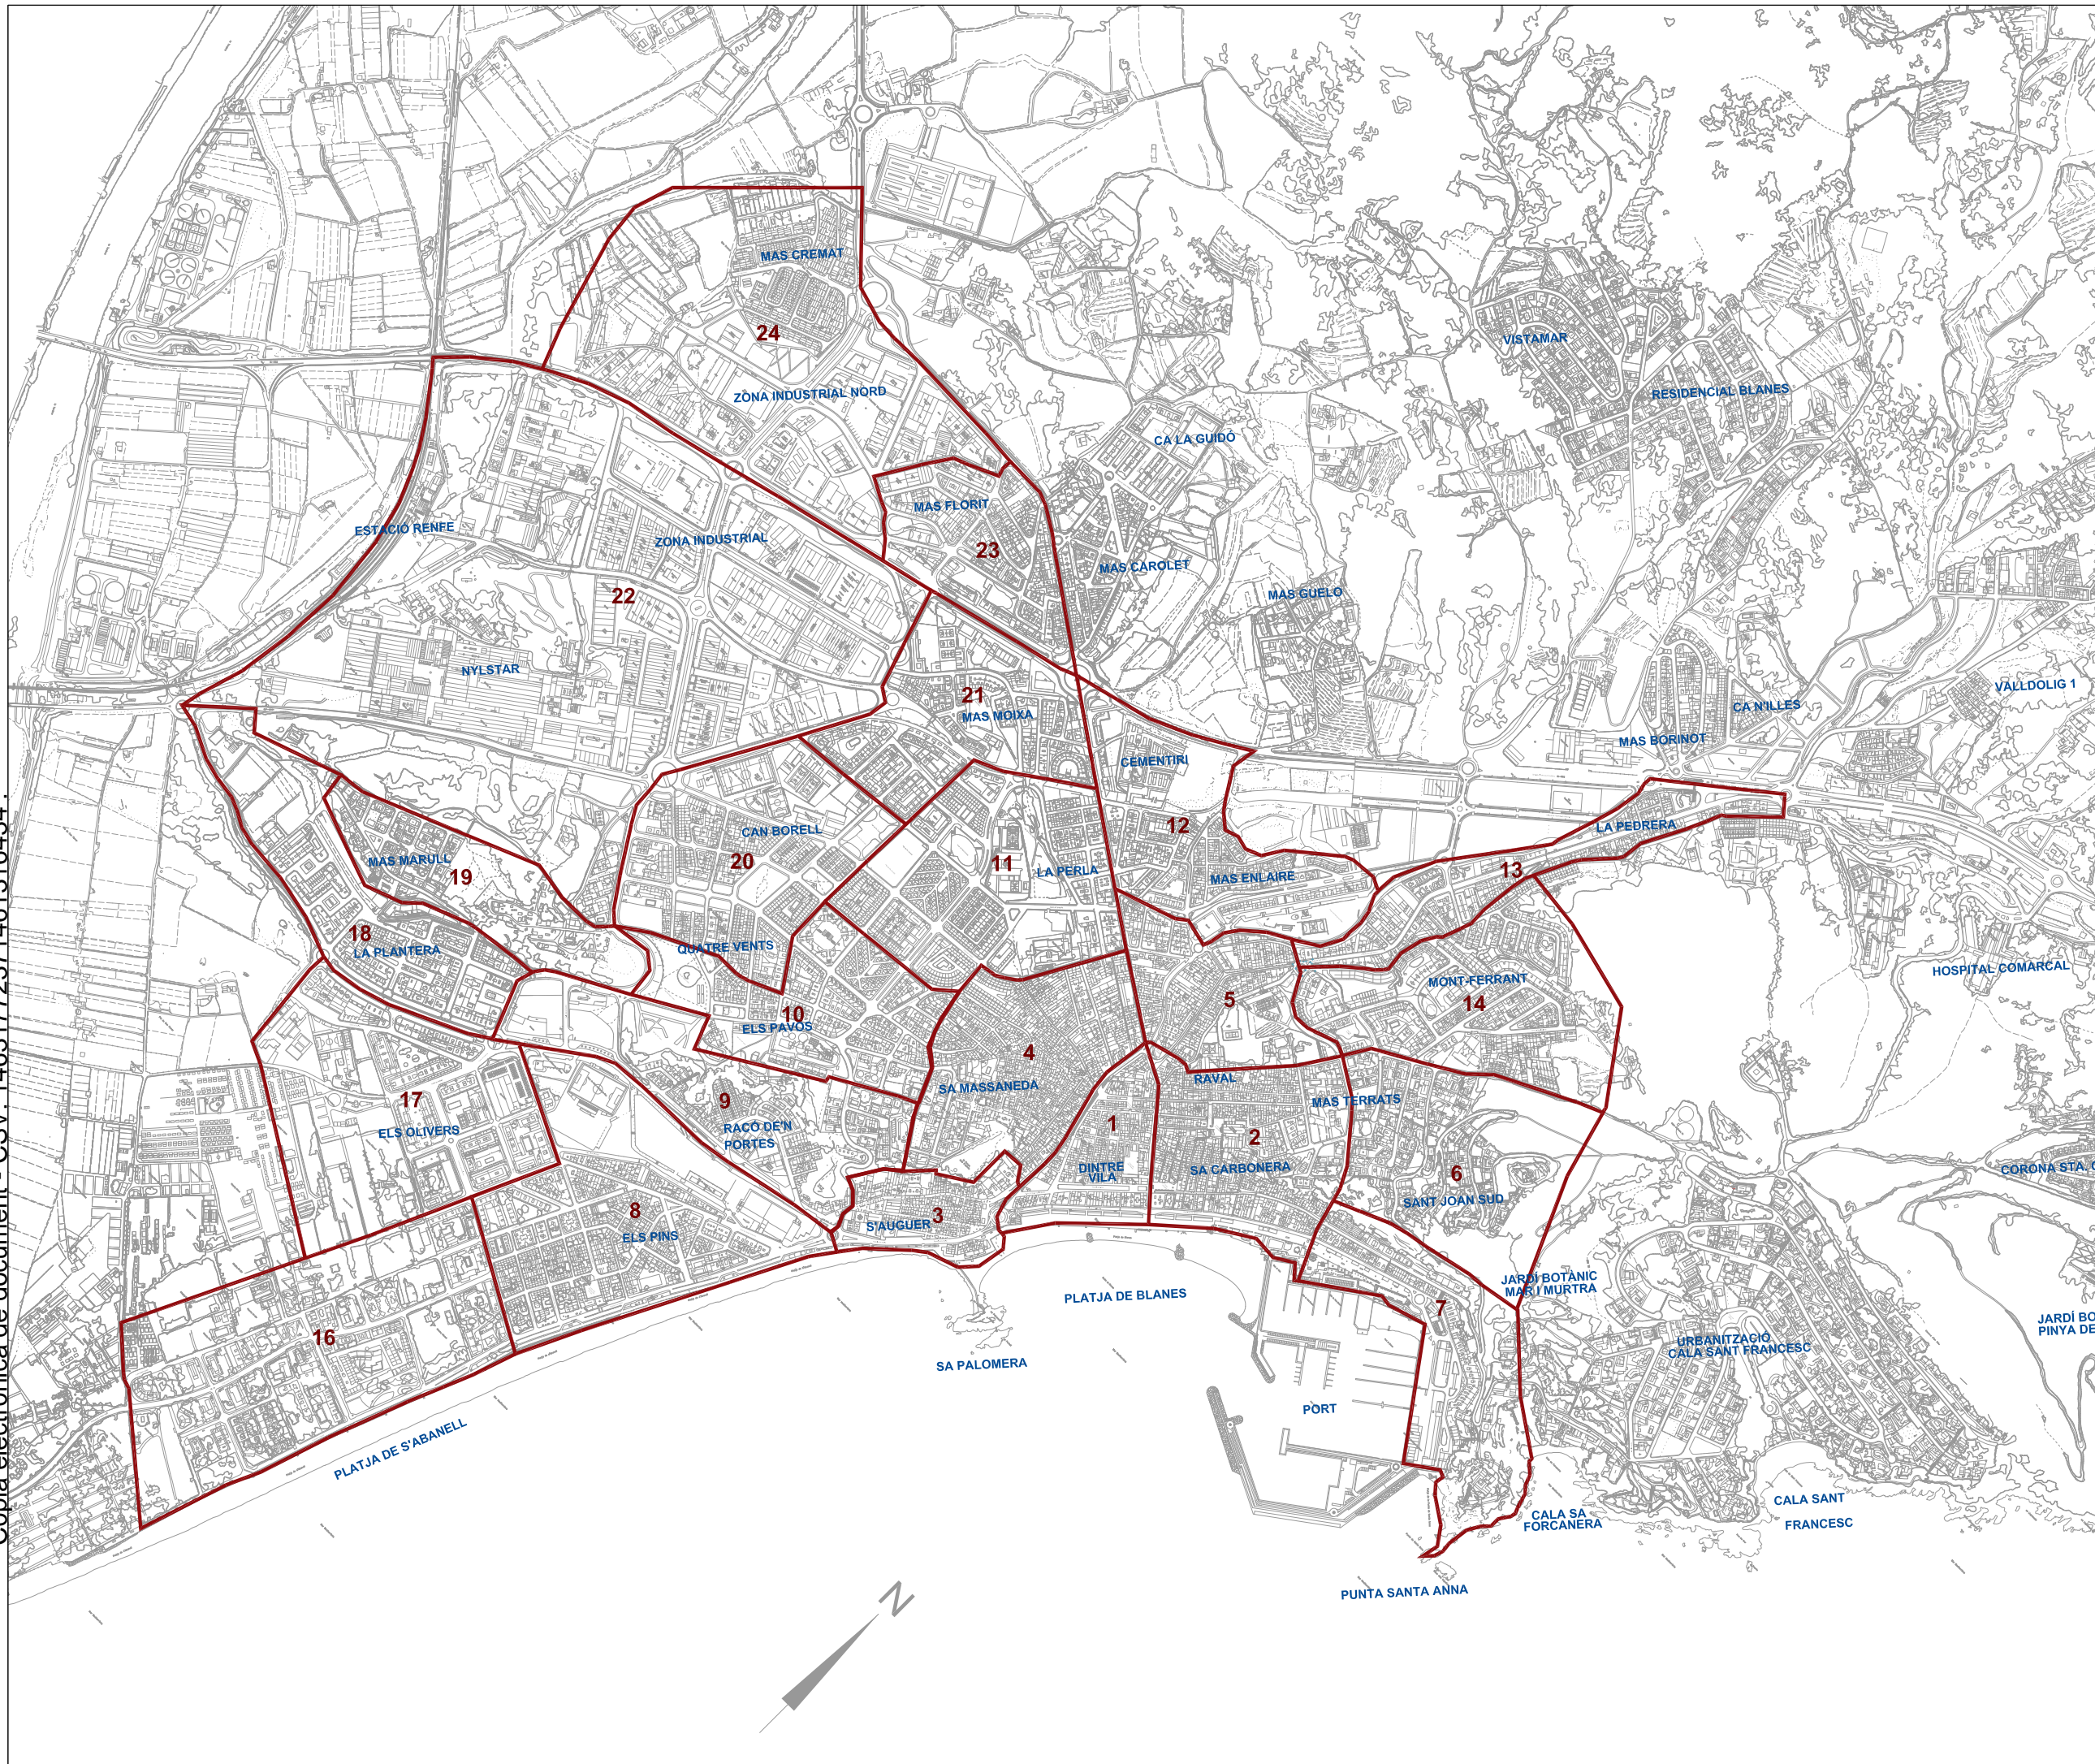 MAS CREMAT
24
VISTAMAR
ZONA INDUSTRIAL NORD
RESIDENCIAL BLANES
CA LA GUIDÓ
MAS FLORIT
ESTACIÓ RENFE
ZONA INDUSTRIAL
23
MAS CAROLET
22
MAS GUELO
NYLSTAR
21
MAS MOIXA
VALLDOLIG 1
CA N'ILLES
MAS BORINOT
CEMENTIRI
12
LA PEDRERA
CAN BORELL
20
MAS MARULL
19
11
LA PERLA
MAS ENLAIRE
13
18
LA PLANTERA
QUATRE VENTS
HOSPITAL COMARCAL
MONT-FERRANT
14
5
10
ELS PAVOS
4
SA MASSANEDA
RAVAL
MAS TERRATS
17
ELS OLIVERS
9
RACÓ DE'N
PORTES
1
DINTRE
VILA
2
SA CARBONERA
6
SANT JOAN SUD
CORONA STA.
8
ELS PINS
3
S'AUGUER
JARDÍ BOTÀNIC
MAR I MURTRA
7
PLATJA DE BLANES
16
SA PALOMERA
URBANITZACIÓ
CALA SANT FRANCESC
JARDÍ BO
PINYA DE
PORT
PLATJA DE S'ABANELL
CALA SANT
FRANCESC
CALA SA
FORCANERA
PUNTA SANTA ANNA
N